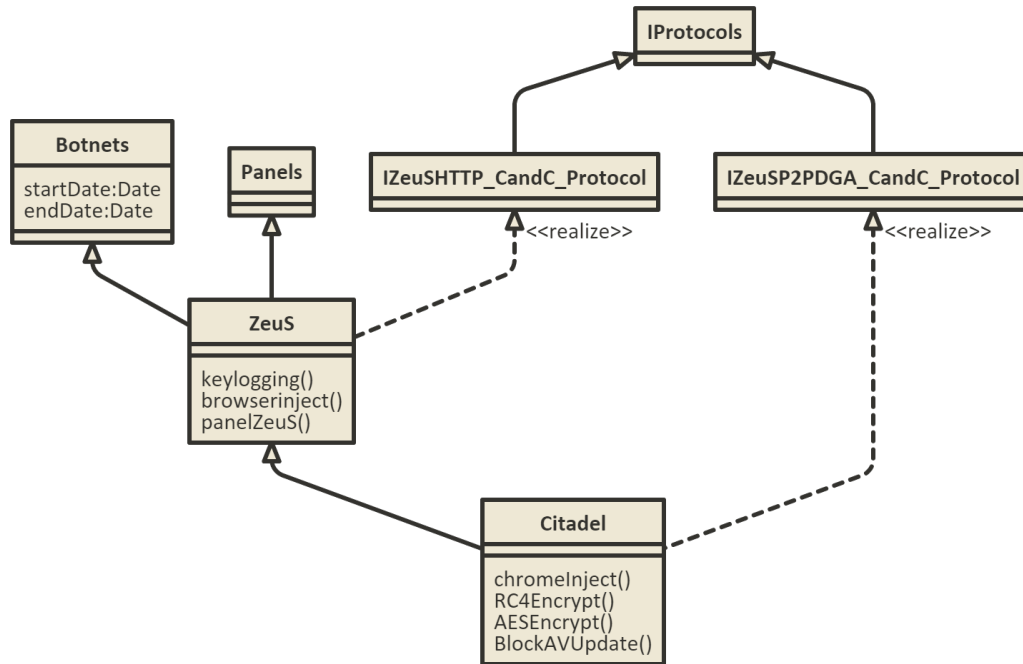 IProtocols
Botnets
startDate:Date
endDate:Date
Panels
IZeuSHTTP_CandC_Protocol
IZeuSP2PDGA_CandC_Protocol
<<realize>>
<<realize>>
ZeuS
keylogging()
browserinject()
panelZeuS()
Citadel
chromeInject()
RC4Encrypt()
AESEncrypt()
BlockAVUpdate()